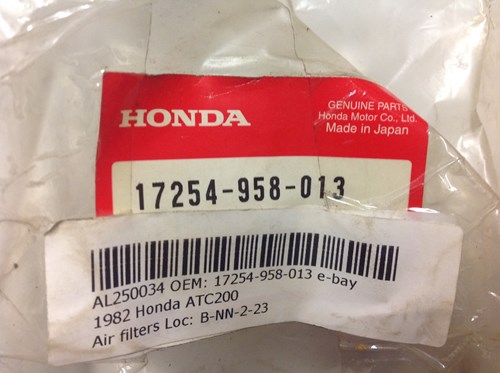 HONDA
GENUINE PARTS
Honda Motor Co., Ltd.
Made in Japan
17254-958-013
AL250034 OEM: 17254-958-013 e-bay
1982 Honda ATC200
Air filters Loc: B-NN-2-23